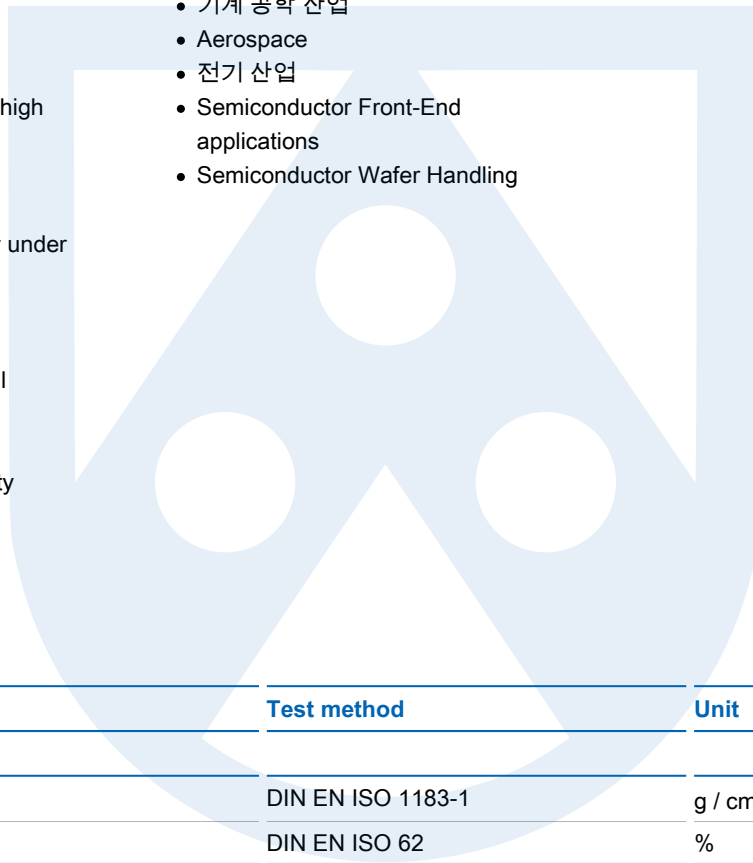 기계 공학 산업
• Aerospace
• 전기 산업
high
• Semiconductor Front-End
applications
• Semiconductor Wafer Handling
under
l
ty
Test method Unit
DIN EN ISO 1183-1 g / cm
DIN EN ISO 62 %